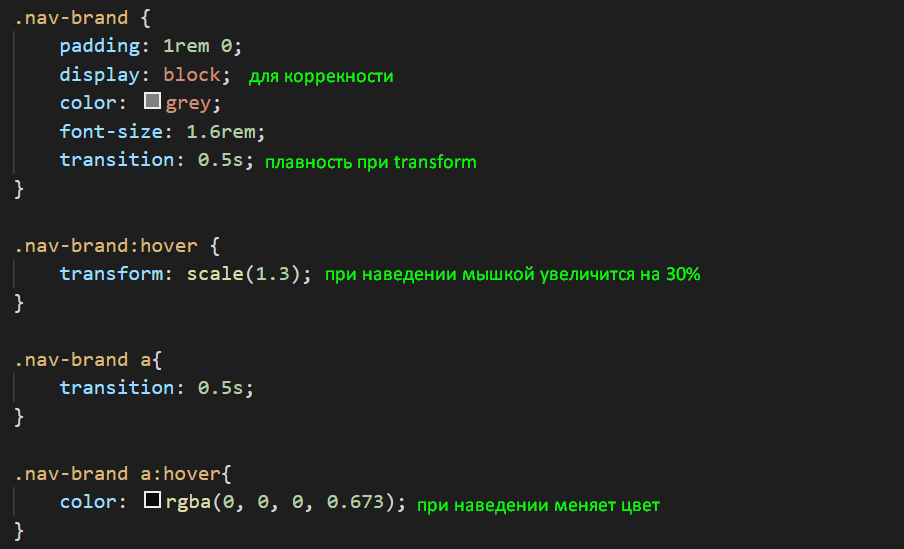 .nav-brand {
padding: 1rem 0;
display: block; для коррекности
color: grey;
font-size: 1.6rem;
transition: 0.5s; плавность при transform
}
.nav-brand:hover {
transform: scale(1.3); при наведении мышкой увеличится на 30%
}
.nav-brand a{
transition: 0.5s;
}
.nav-brand a:hover{
color: rgba(0, 0, 0, 0.673); при наведении меняет цвет
}